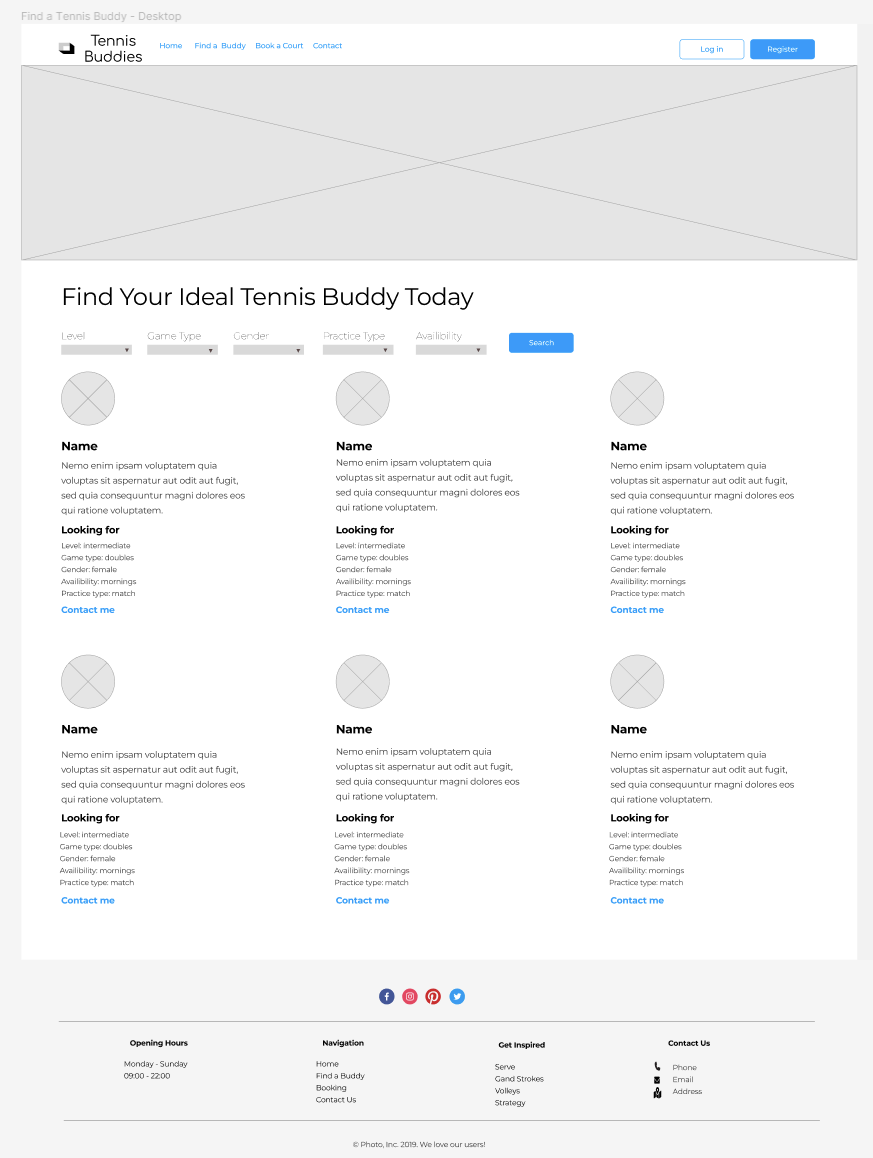 Find a Tennis Buddy - Desktop
Tennis
Buddies
Home Find a Buddy Book a Court Contact
Log in Register
Find Your Ideal Tennis Buddy Today
Level Game Type Gender Practice Type Availibility
Search
Name
Nemo enim ipsam voluptatem quia
voluptas sit aspernatur aut odit aut fugit,
sed quia consequuntur magni dolores eos
qui ratione voluptatem.
Looking for
Level: intermediate
Game type: doubles
Gender: female
Availibility: mornings
Practice type: match
Contact me
Name
Nemo enim ipsam voluptatem quia
voluptas sit aspernatur aut odit aut fugit,
sed quia consequuntur magni dolores eos
qui ratione voluptatem.
Looking for
Level: intermediate
Game type: doubles
Gender: female
Availibility: mornings
Practice type: match
Contact me
Name
Nemo enim ipsam voluptatem quia
voluptas sit aspernatur aut odit aut fugit,
sed quia consequuntur magni dolores eos
qui ratione voluptatem.
Looking for
Level: intermediate
Game type: doubles
Gender: female
Availibility: mornings
Practice type: match
Contact me
Name
Nemo enim ipsam voluptatem quia
voluptas sit aspernatur aut odit aut fugit,
sed quia consequuntur magni dolores eos
qui ratione voluptatem.
Looking for
Level: intermediate
Game type: doubles
Gender: female
Availibility: mornings
Practice type: match
Contact me
Name
Nemo enim ipsam voluptatem quia
voluptas sit aspernatur aut odit aut fugit,
sed quia consequuntur magni dolores eos
qui ratione voluptatem.
Looking for
Level: intermediate
Game type: doubles
Gender: female
Availibility: mornings
Practice type: match
Contact me
Name
Nemo enim ipsam voluptatem quia
voluptas sit aspernatur aut odit aut fugit,
sed quia consequuntur magni dolores eos
qui ratione voluptatem.
Looking for
Level: intermediate
Game type: doubles
Gender: female
Availibility: mornings
Practice type: match
Contact me
Opening Hours
Monday - Sunday
09:00 - 22:00
Navigation
Home
Find a Buddy
Booking
Contact Us
Get Inspired
Serve
Gand Strokes
Volleys
Strategy
Contact Us
Phone
Email
Address
© Photo, Inc. 2019. We love our users!